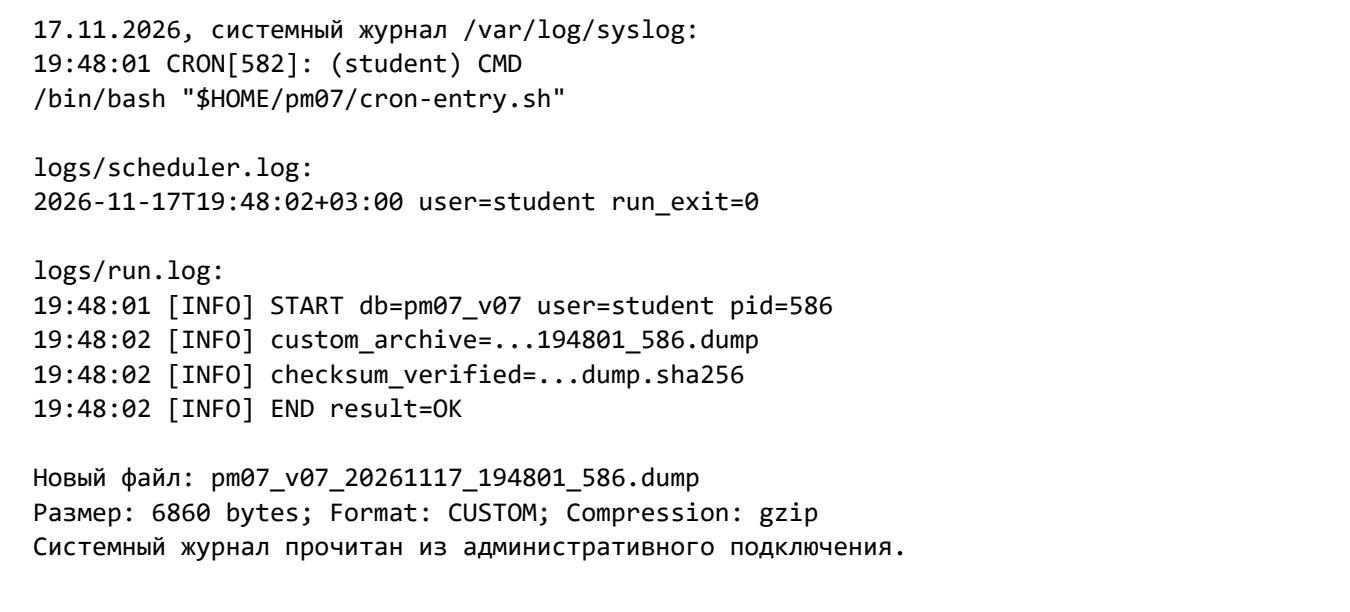 17.11.2026, системный журнал /var/log/syslog:
19:48:01 CRON[582]: (student) CMD
/bin/bash "$HOME/pm07/cron-entry.sh"
logs/scheduler.log:
2026-11-17T19:48:02+03:00 user=student run_exit=0
logs/run.log:
19:48:01 [INFO] START db=pm07_v07 user=student pid=586
19:48:02 [INFO] custom_archive=...194801_586.dump
19:48:02 [INFO] checksum_verified=...dump.sha256
19:48:02 [INFO] END result=OK
Новый файл: pm07_v07_20261117_194801_586.dump
Размер: 6860 bytes; Format: CUSTOM; Compression: gzip
Системный журнал прочитан из административного подключения.